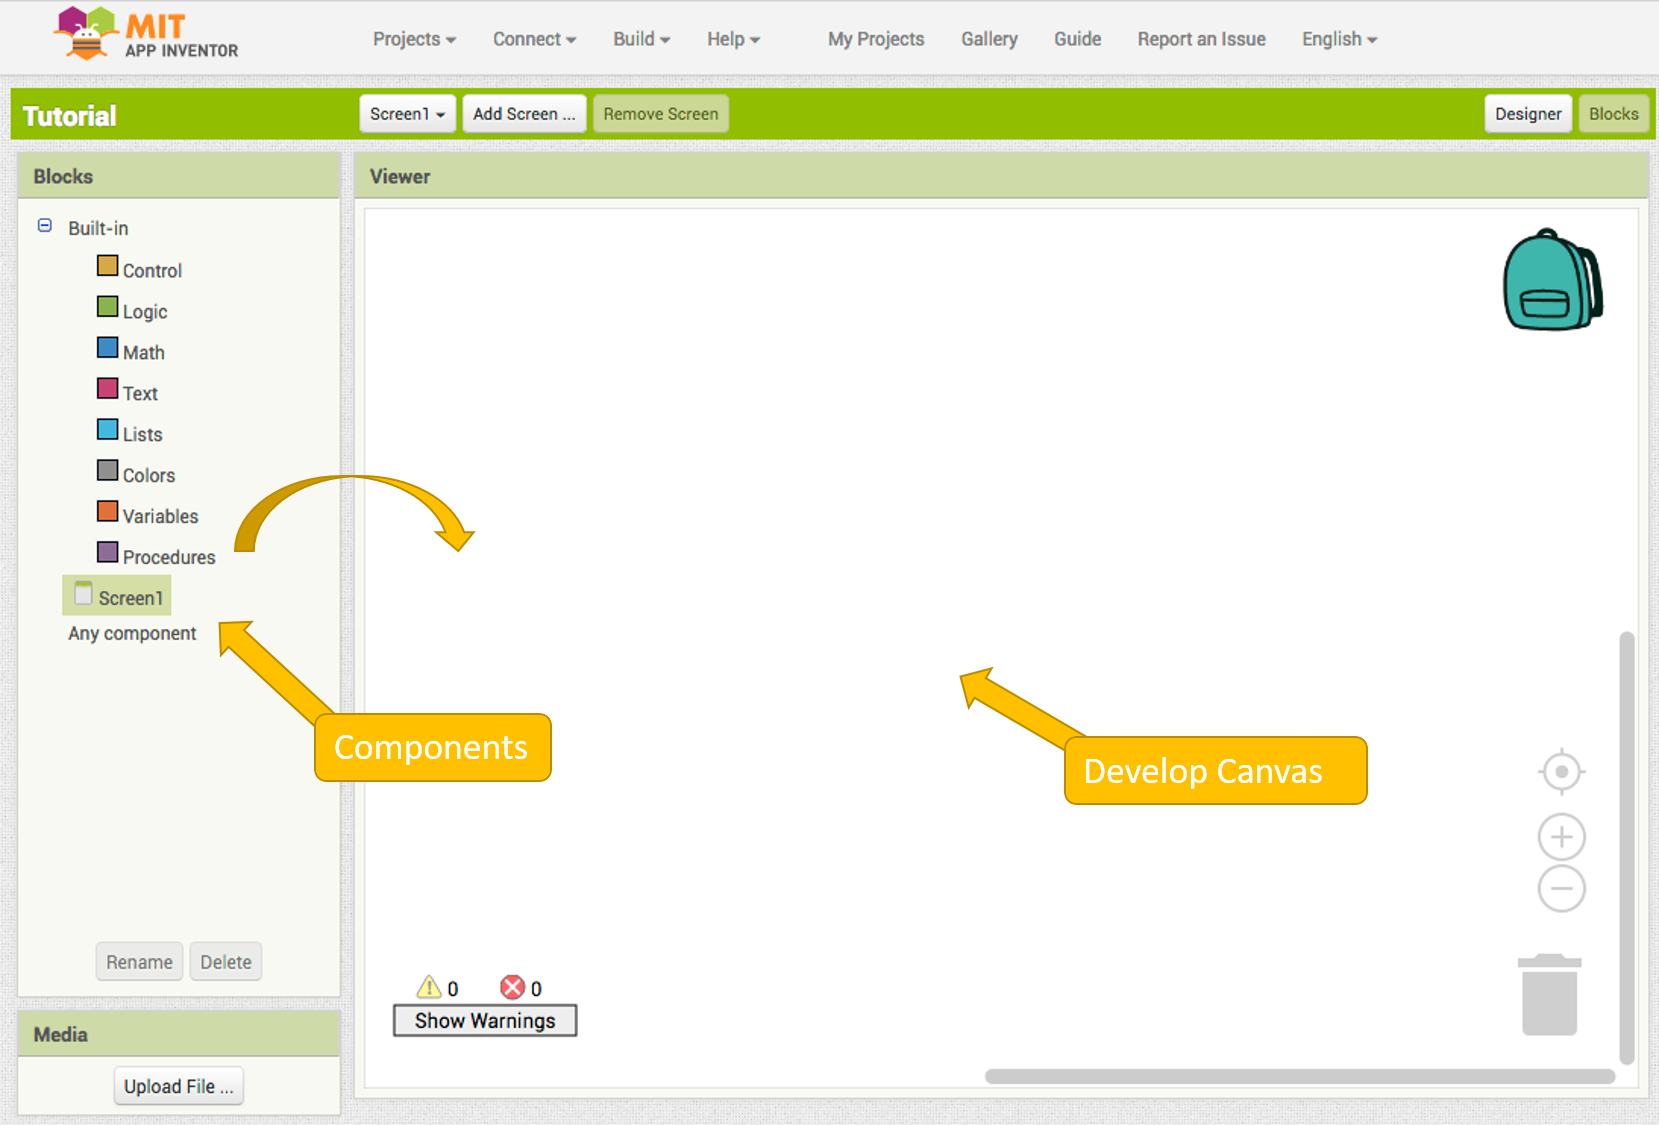 MIT
APP INVENTOR
Projects Connect Build Help My Projects Gallery Guide Report an Issue English
Tutorial Screen1 Add Screen ... Remove Screen Designer Blocks
Blocks
Built-in
Control
Logic
Math
Text
Lists
Colors
Variables
Procedures
Screen1
Any component
Rename Delete
Media
Upload File ...
Viewer
Components
Develop Canvas
0 0
Show Warnings